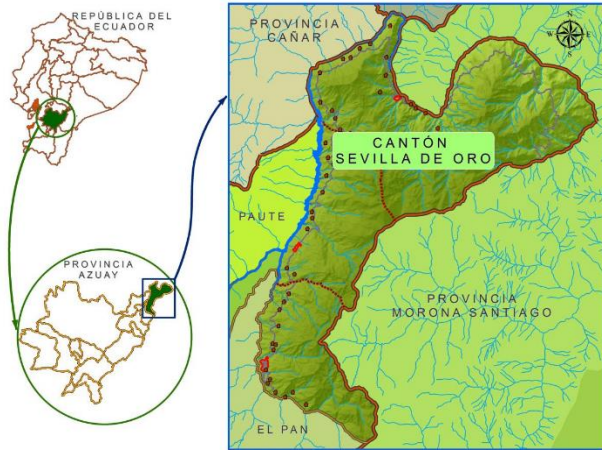 REPÚBLICA DEL
ECUADOR
PROVINCIA
AZUAY
PROVINCIA
CAÑAR
N
W E
S
CANTÓN
SEVILLA DE ORO
PAUTE
PROVINCIA
MORONA SANTIAGO
EL PAN